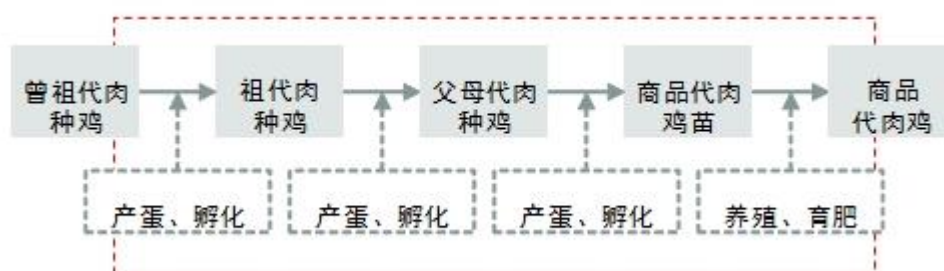 曾祖代肉
种鸡
祖代肉
种鸡
父母代肉
种鸡
商品代肉
鸡苗
商品
代肉鸡
产蛋、孵化
产蛋、孵化
产蛋、孵化
养殖、育肥